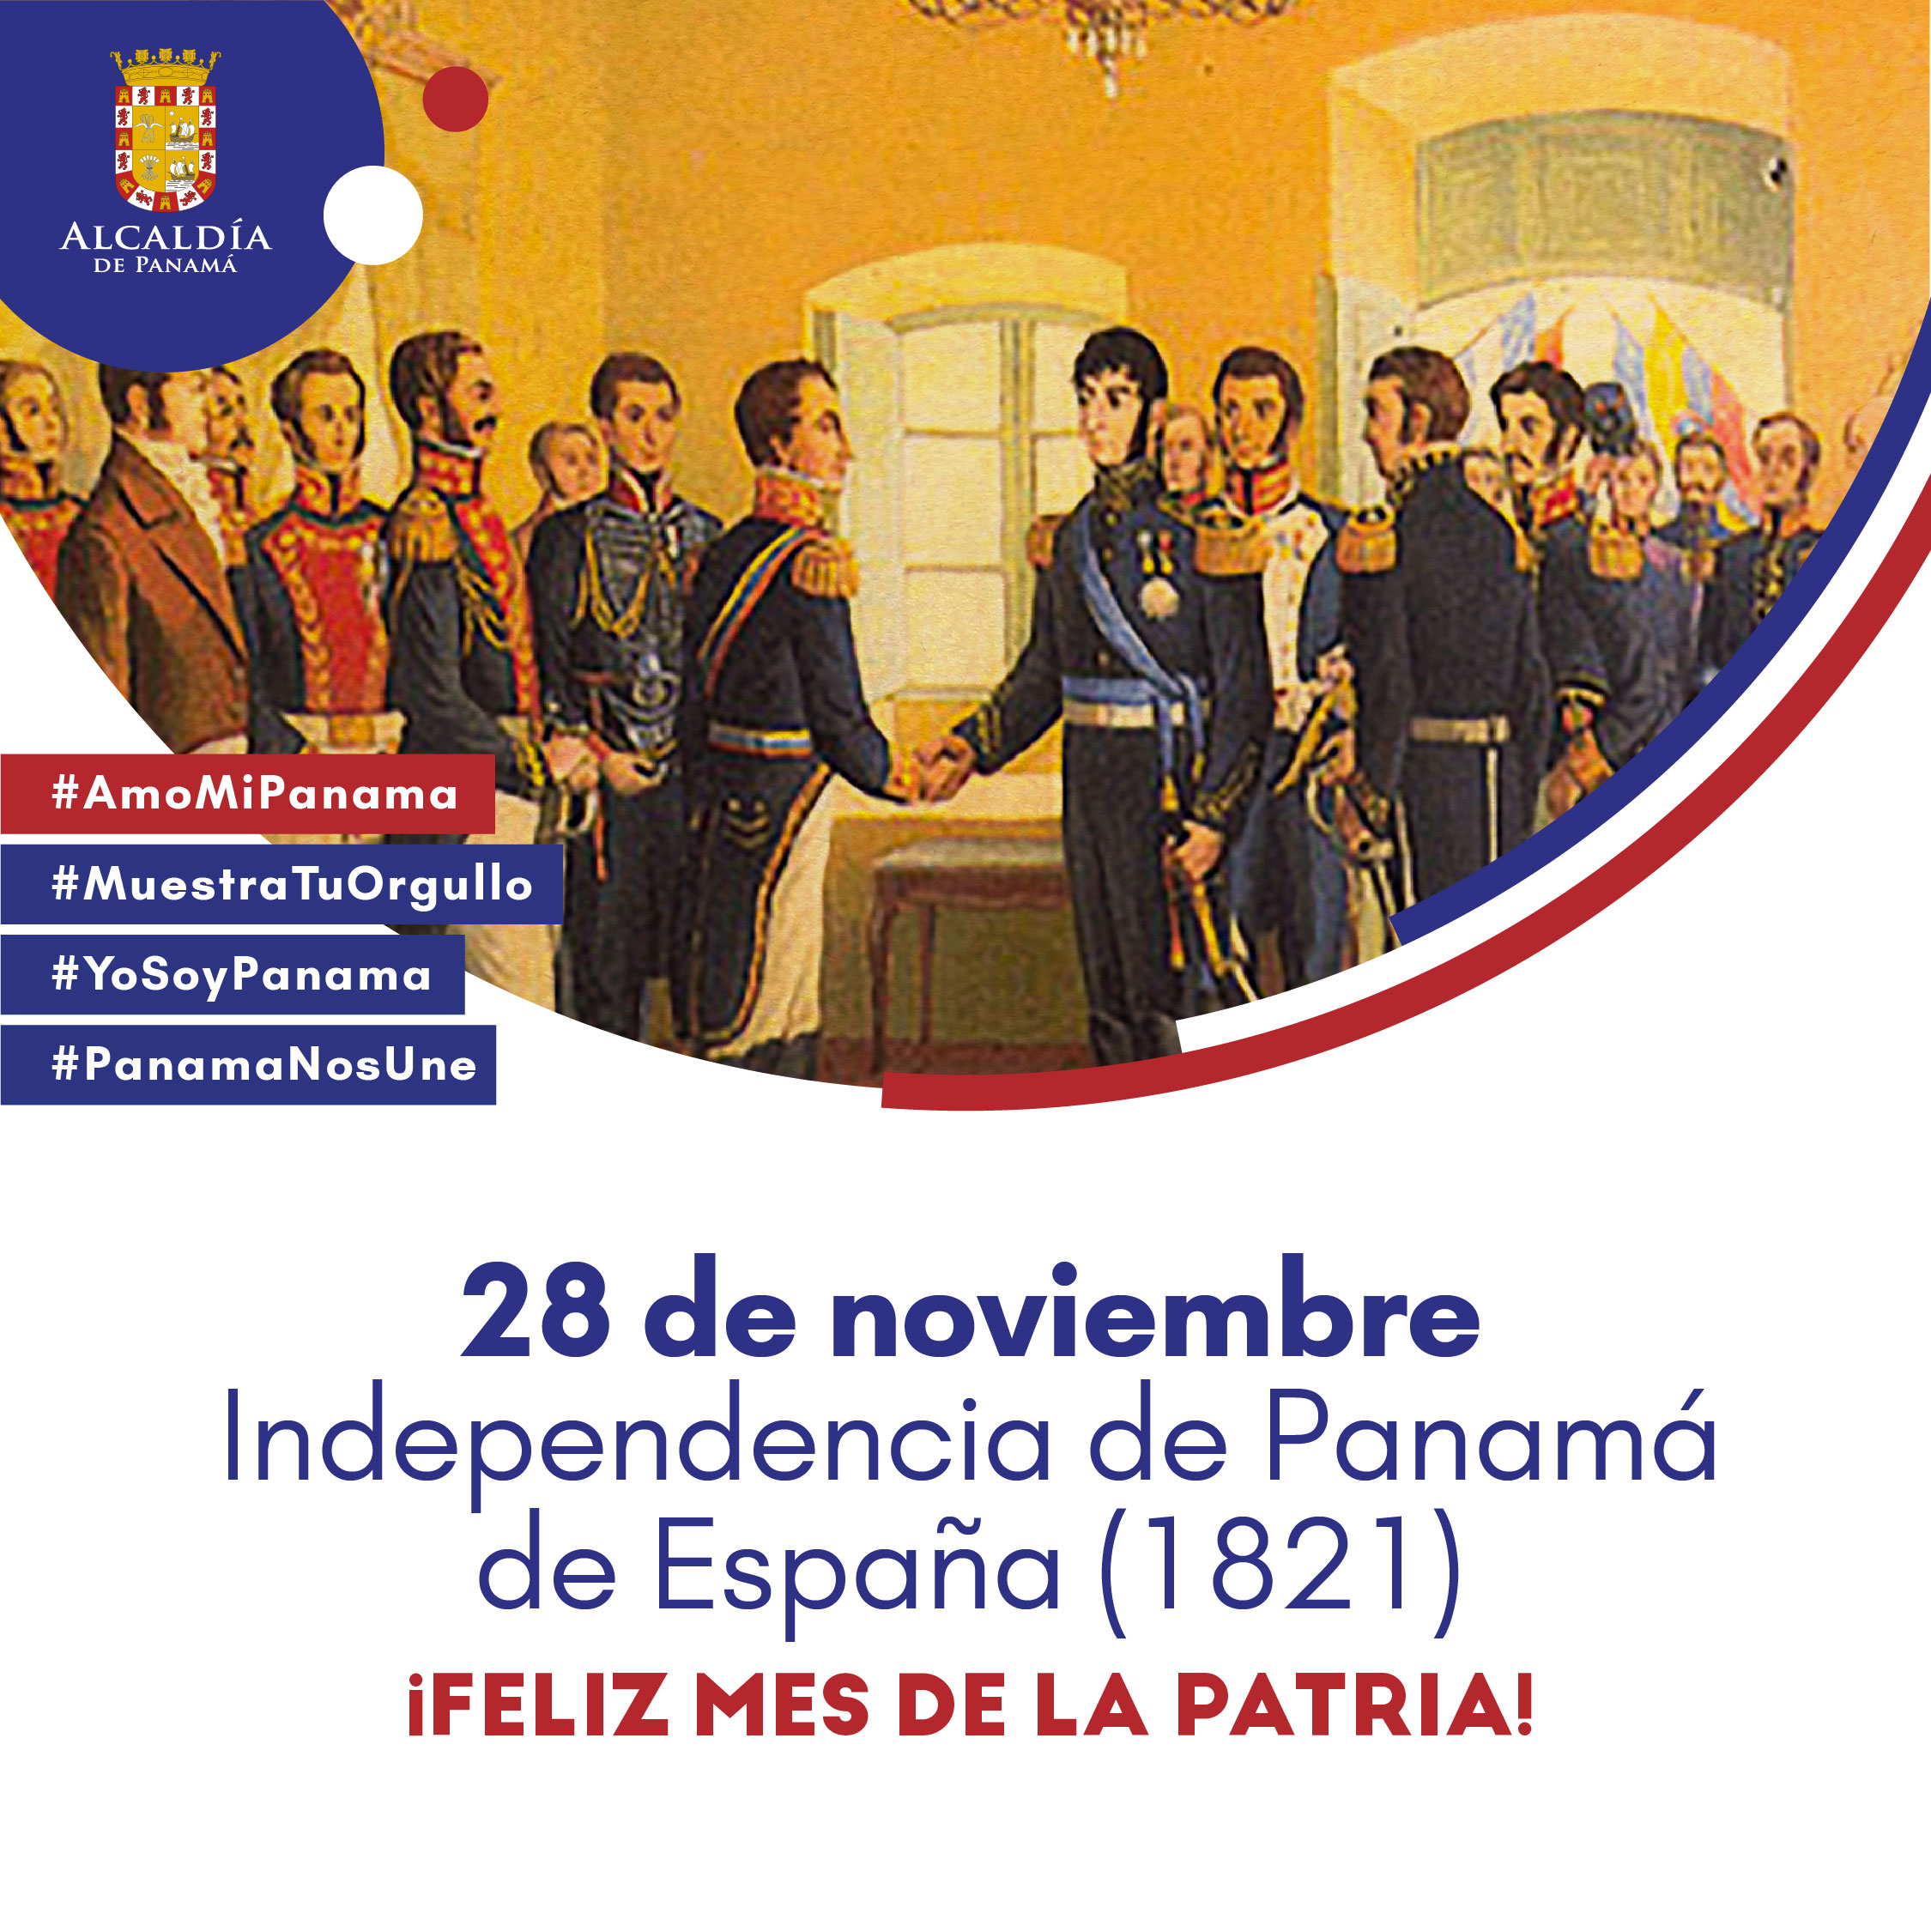 ALCALDÍA
DE PANAMÁ
#AmoMiPanama
#MuestraTuOrgullo
#YoSoyPanama
#PanamaNosUne
28 de noviembre
Independencia de Panamá
de España (1821)
¡FELIZ MES DE LA PATRIA!